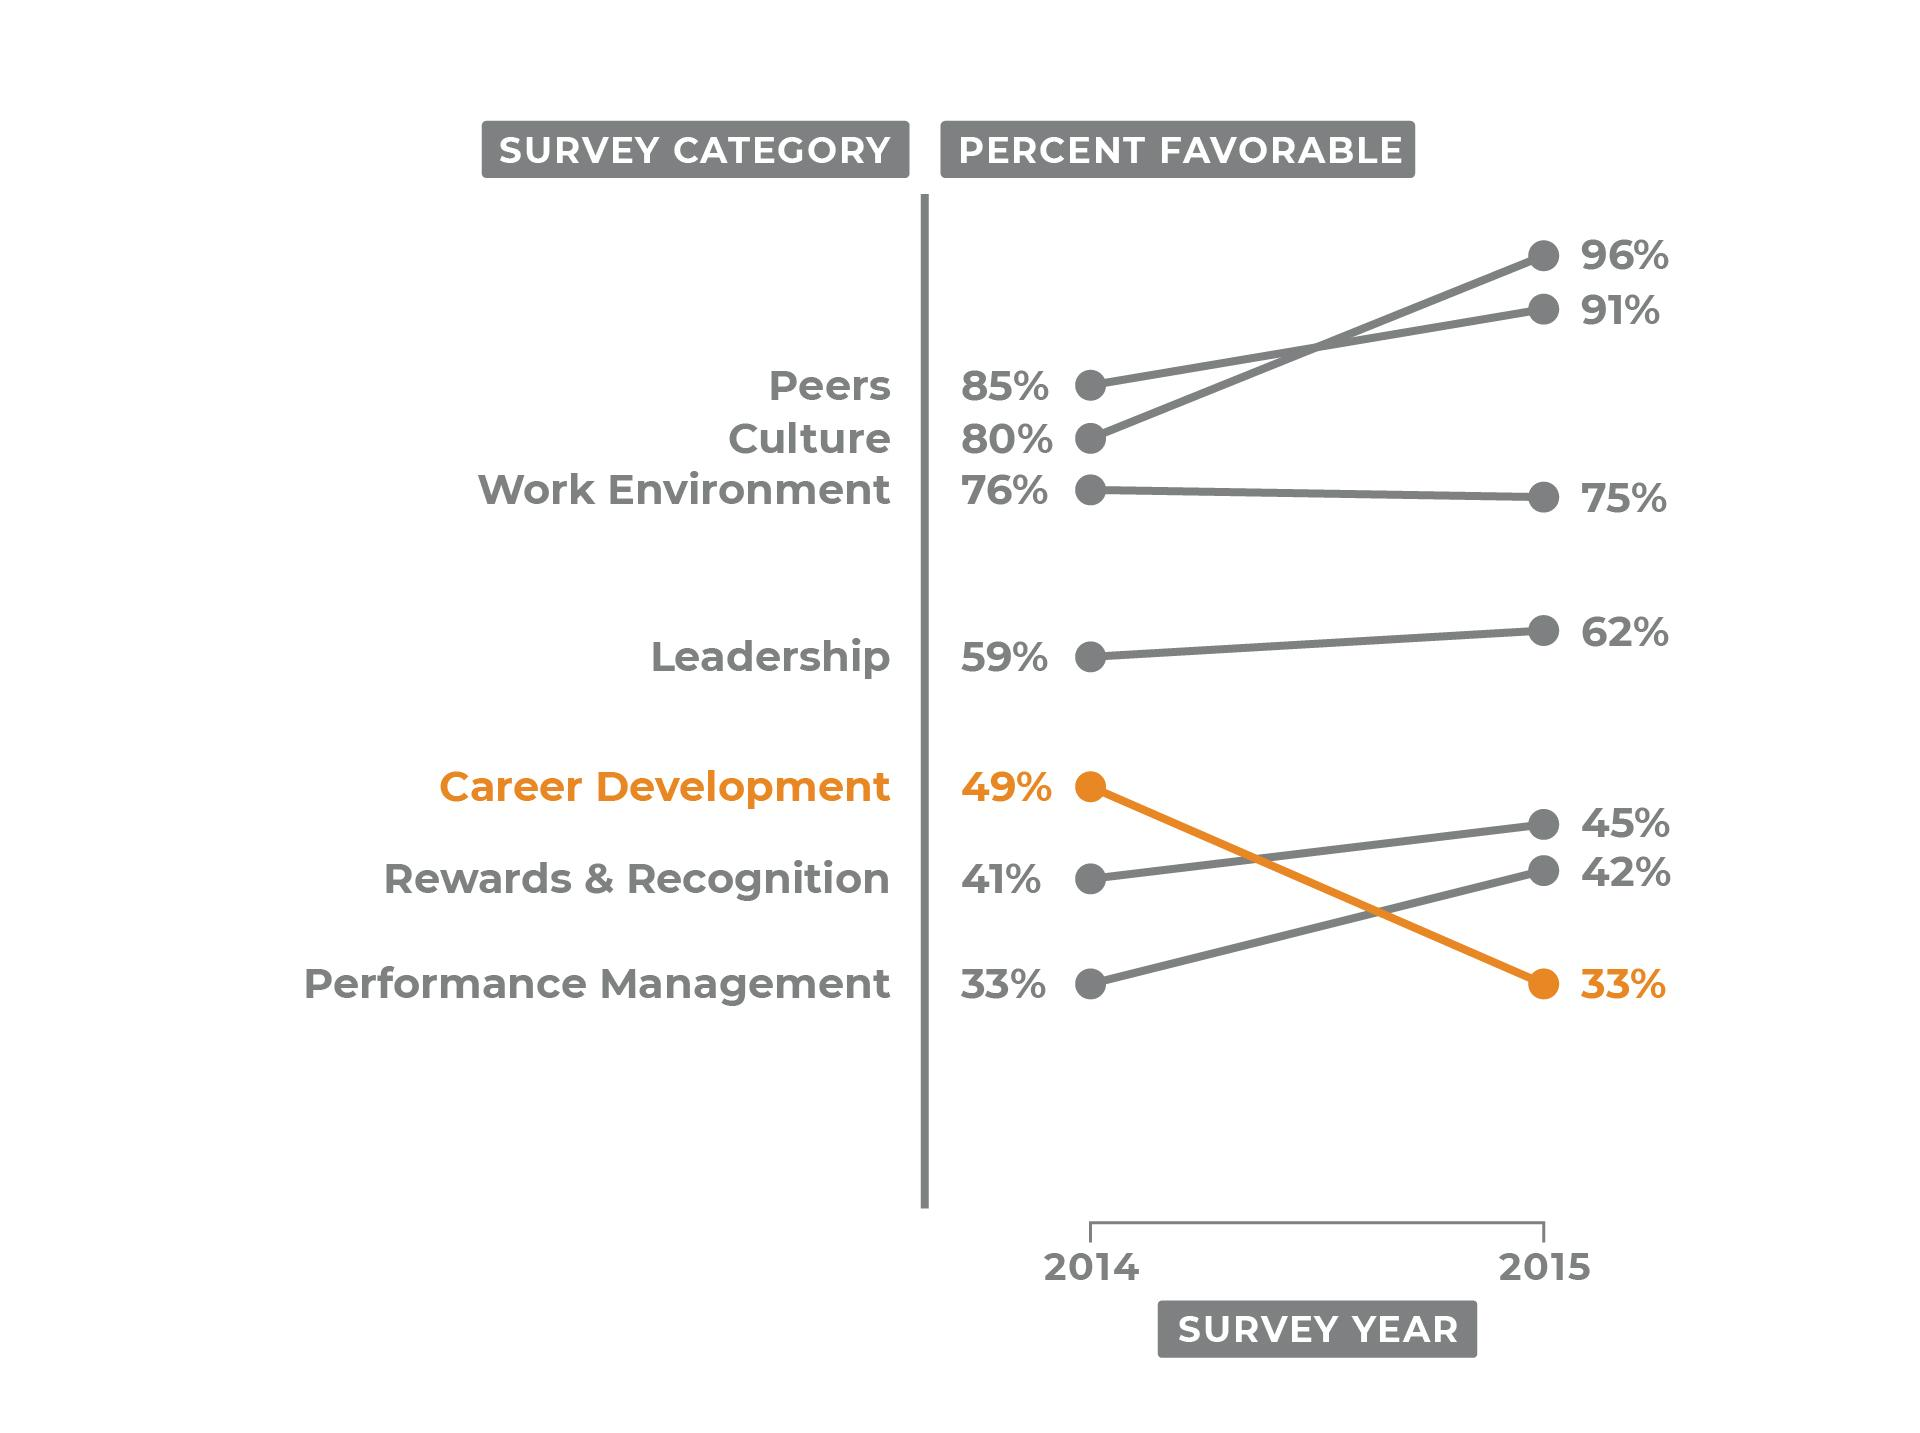 SURVEY CATEGORY
PERCENT FAVORABLE
96%
91%
Peers 85%
Culture 80%
Work Environment 76% 75%
Leadership 59% 62%
Career Development 49%
45%
Rewards & Recognition 41% 42%
Performance Management 33% 33%
2014 2015
SURVEY YEAR